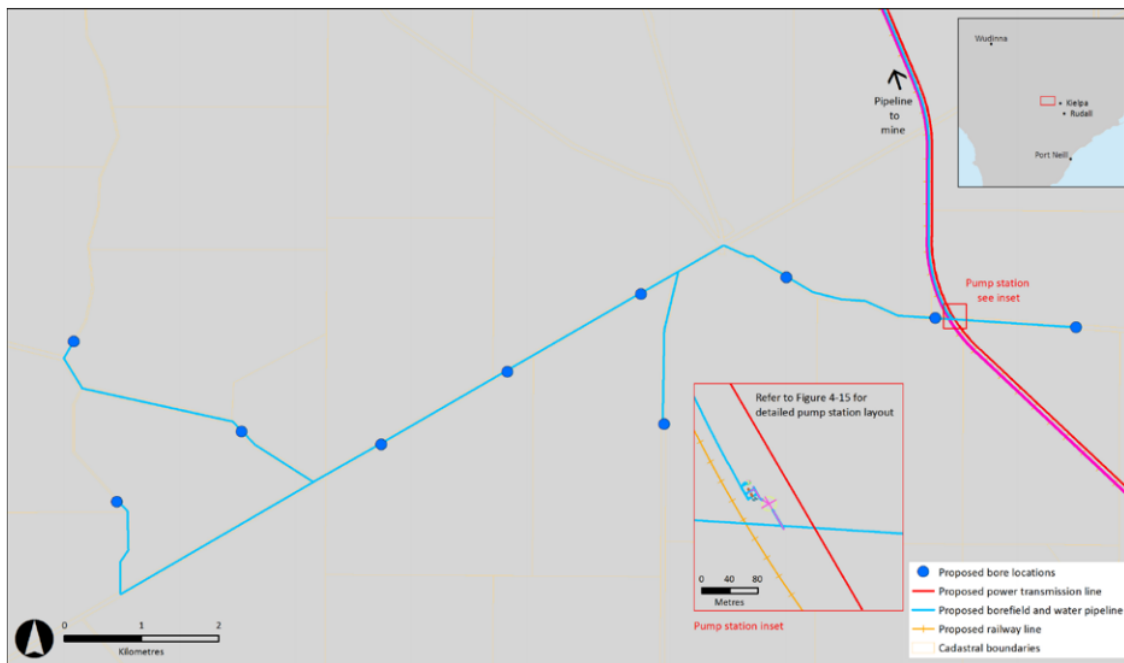 Wudinna
Kielpa
Rudall
Port Neill
Pipeline
to
mine
Pump station
see inset
Refer to Figure 4-15 for
detailed pump station layout
0 40 80
Metres
Pump station inset
0 1 2
Kilometres
Proposed bore locations
Proposed power transmission line
Proposed borefield and water pipeline
Proposed railway line
Cadastral boundaries